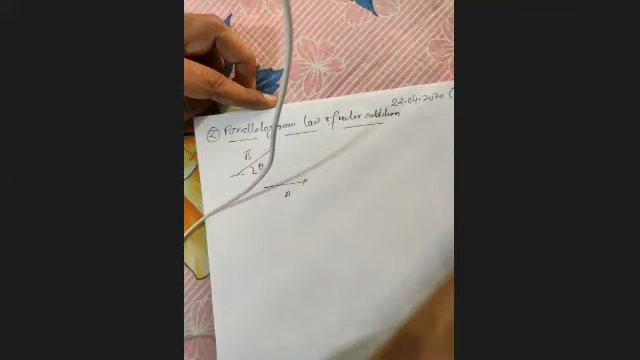 22.04.2020 (
② Parallelogram law of vector addition
B
θ
A